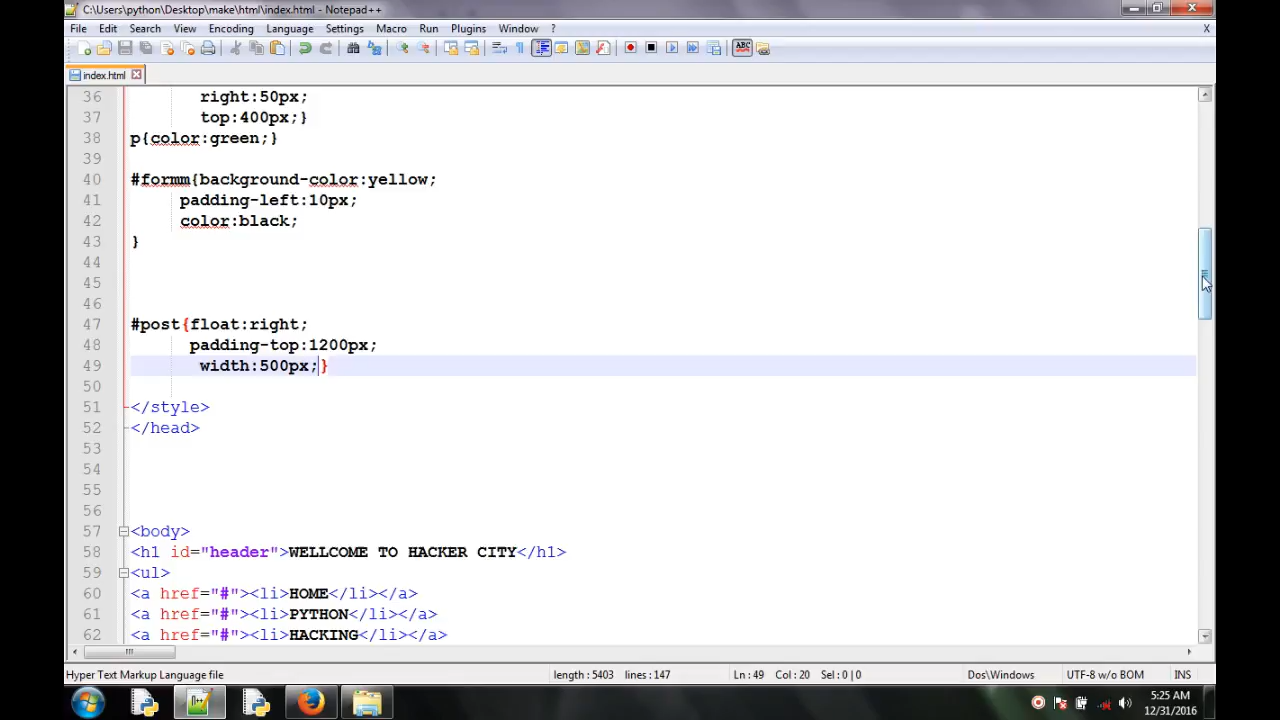 C:\Users\python\Desktop\make\html\index.html - Notepad++
File Edit Search View Encoding Language Settings Macro Run Plugins Window ? X
ABC
index.html
36 right:50px;
37 top:400px;}
38 p{color:green;}
39
40 #formm{background-color:yellow;
41 padding-left:10px;
42 color:black;
43 }
44
45
46
47 #post{float:right;
48 padding-top:1200px;
49 width:500px;}
50
51 </style>
52 </head>
53
54
55
56
57 <body>
58 <h1 id="header">WELLCOME TO HACKER CITY</h1>
59 <ul>
60 <a href="#"><li>HOME</li></a>
61 <a href="#"><li>PYTHON</li></a>
62 <a href="#"><li>HACKING</li></a>
Hyper Text Markup Language file length : 5403 lines : 147 Ln : 49 Col : 20 Sel : 0 | 0 Dos\Windows UTF-8 w/o BOM INS
5:25 AM
12/31/2016